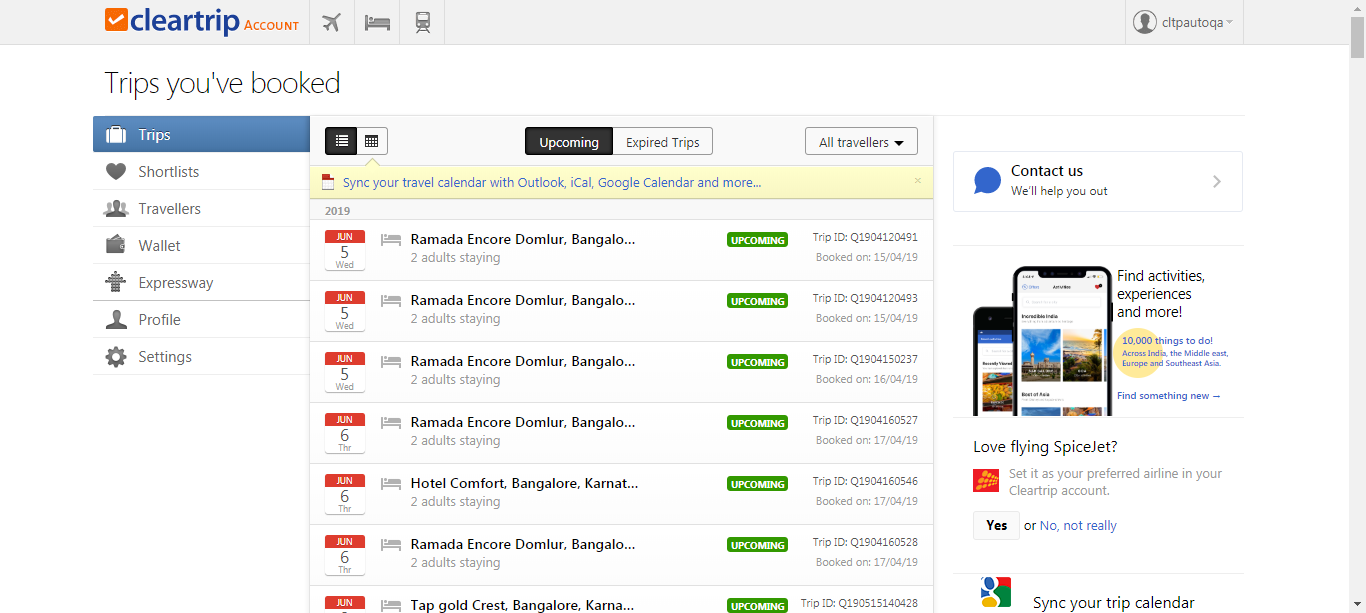 cleartrip ACCOUNT
cltpautoqa
Trips you've booked
Trips
Shortlists
Travellers
Wallet
Expressway
Profile
Settings
Upcoming
Expired Trips
All travellers
Sync your travel calendar with Outlook, iCal, Google Calendar and more...
×
2019
JUN
5
Wed
Ramada Encore Domlur, Bangalo...
2 adults staying
UPCOMING
Trip ID: Q1904120491
Booked on: 15/04/19
JUN
5
Wed
Ramada Encore Domlur, Bangalo...
2 adults staying
UPCOMING
Trip ID: Q1904120493
Booked on: 15/04/19
JUN
5
Wed
Ramada Encore Domlur, Bangalo...
2 adults staying
UPCOMING
Trip ID: Q1904150237
Booked on: 16/04/19
JUN
6
Thr
Ramada Encore Domlur, Bangalo...
2 adults staying
UPCOMING
Trip ID: Q1904160527
Booked on: 17/04/19
JUN
6
Thr
Hotel Comfort, Bangalore, Karnat...
2 adults staying
UPCOMING
Trip ID: Q1904160546
Booked on: 17/04/19
JUN
6
Thr
Ramada Encore Domlur, Bangalo...
2 adults staying
UPCOMING
Trip ID: Q1904160528
Booked on: 17/04/19
JUN
Tap gold Crest, Bangalore, Karna...
UPCOMING
Trip ID: Q190515140428
Contact us
We'll help you out
Activities
Incredible India
Best of Asia
Find activities,
experiences
and more!
10,000 things to do!
Across India, the Middle east,
Europe and Southeast Asia.
Find something new →
Love flying SpiceJet?
Set it as your preferred airline in your
Cleartrip account.
Yes or No, not really
Sync your trip calendar